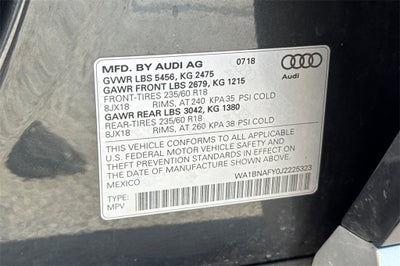 MFD. BY AUDI AG 07/18
GVWR LBS 5456, KG 2475
GAWR FRONT LBS 2679, KG 1215
FRONT-TIRES 235/60 R18
8JX18 RIMS, AT 240 KPA 35 PSI COLD
GAWR REAR LBS 3042, KG 1380
REAR-TIRES 235/60 R18
8JX18 RIMS, AT 260 KPA 38 PSI COLD
THIS VEHICLE CONFORMS TO ALL APPLICABLE
U.S. FEDERAL MOTOR VEHICLE SAFETY AND
THEFT PREVENTION STANDARDS IN EFFECT ON
THE DATE OF MANUFACTURE SHOWN ABOVE.
MEXICO
WA1BNAFY0J2225323
TYPE:
MPV
Audi